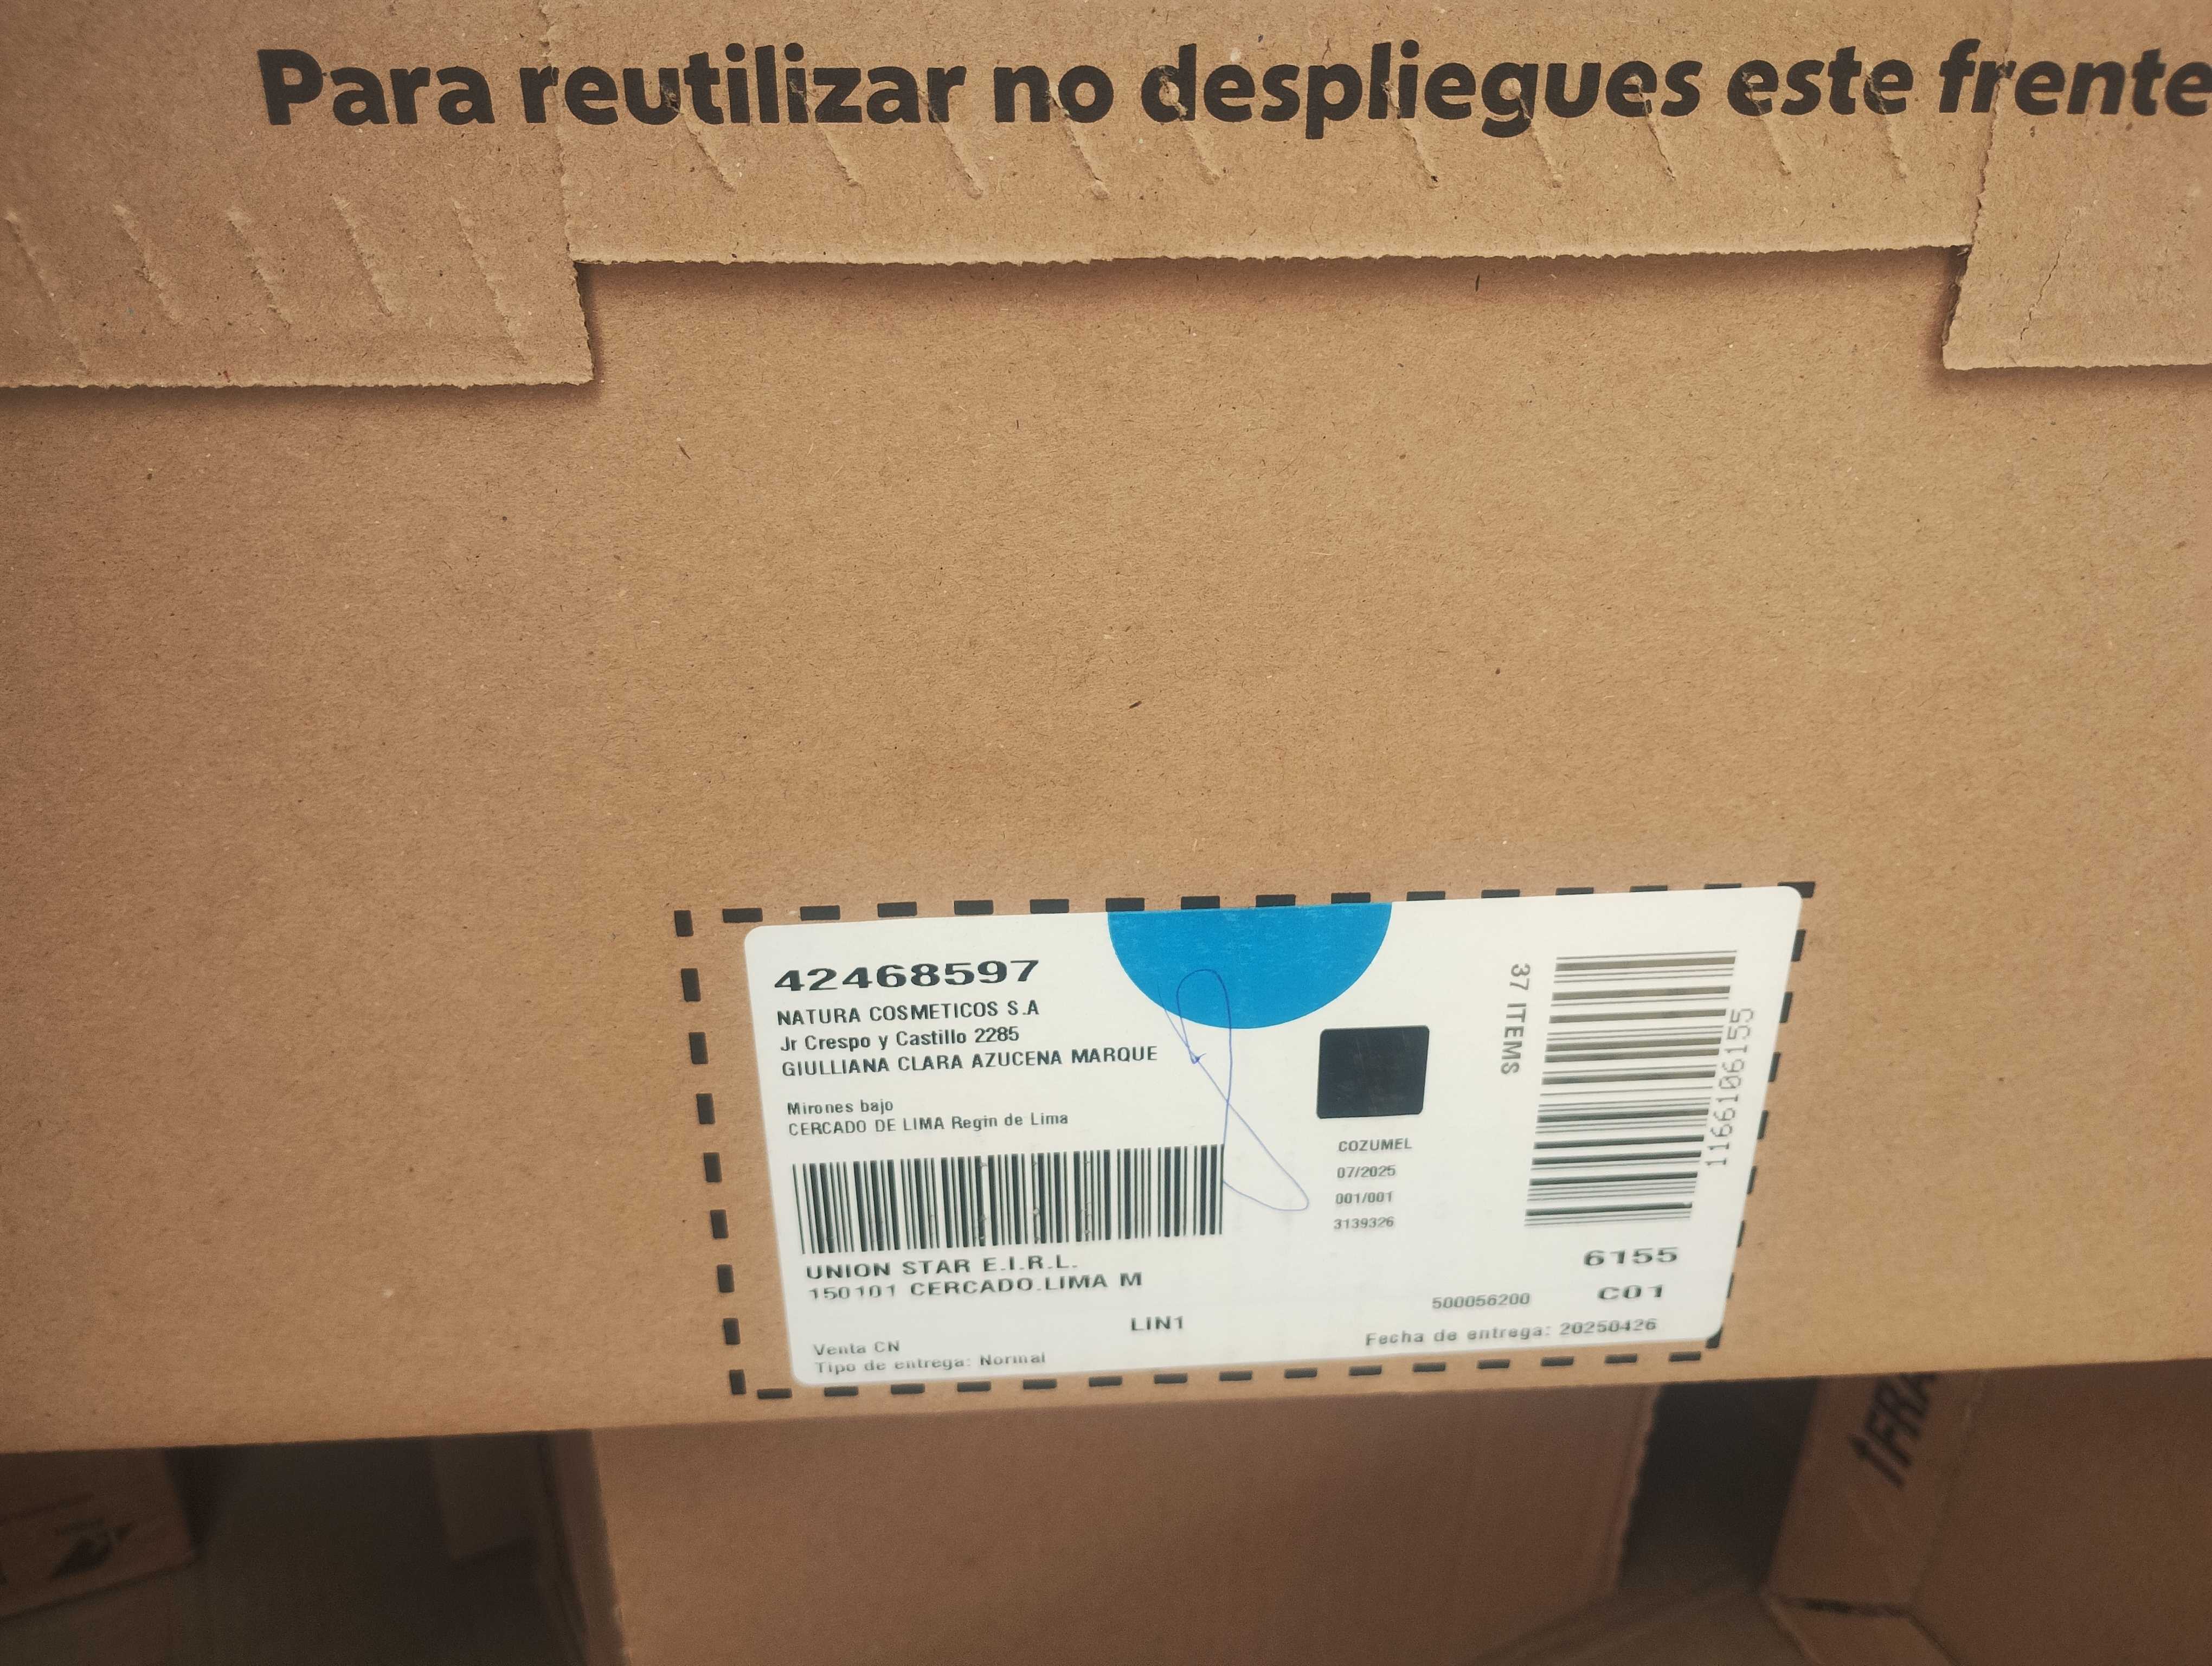 Para reutilizar no despliegues este frente
42468597
NATURA COSMETICOS S.A
Jr Crespo y Castillo 2285
GIULLIANA CLARA AZUCENA MARQUE
Mirones bajo
CERCADO DE LIMA Regin de Lima
UNION STAR E.I.R.L.
150101 CERCADO.LIMA M
LIN1
Venta CN
Tipo de entrega: Normal
COZUMEL
07/2025
001/001
3139326
37 ITEMS
1166106155
6155
C01
500056200
Fecha de entrega: 20250426